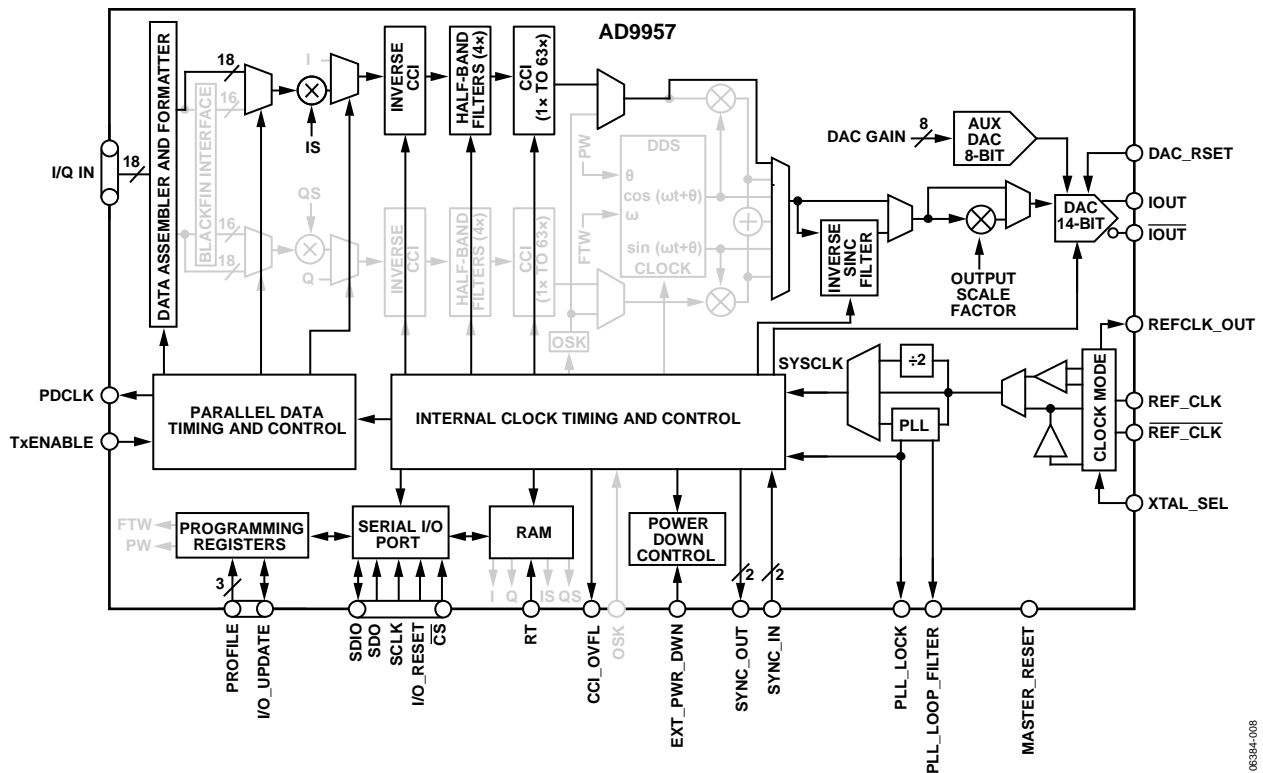 AD9957
I/Q IN
18
DATA ASSEMBLER AND FORMATTER
BLACKFIN INTERFACE
18
16
16
18
I
IS
QS
Q
INVERSE
CCI
HALF-BAND
FILTERS (4×)
CCI
(1× TO 63×)
INVERSE
CCI
HALF-BAND
FILTERS (4×)
CCI
(1× TO 63×)
OSK
PW
FTW
DDS
θ
cos (ωt+θ)
ω
sin (ωt+θ)
CLOCK
INVERSE
SINC
FILTER
OUTPUT
SCALE
FACTOR
DAC GAIN
8
AUX
DAC
8-BIT
DAC
14-BIT
DAC_RSET
IOUT
IOUT
REFCLK_OUT
REF_CLK
REF_CLK
XTAL_SEL
CLOCK MODE
÷2
PLL
SYSCLK
PDCLK
TxENABLE
PARALLEL DATA
TIMING AND CONTROL
INTERNAL CLOCK TIMING AND CONTROL
FTW
PW
PROGRAMMING
REGISTERS
SERIAL I/O
PORT
RAM
I
Q
IS
QS
POWER
DOWN
CONTROL
3
2
2
PROFILE
I/O_UPDATE
SDIO
SDO
SCLK
I/O_RESET
CS
RT
CCI_OVFL
OSK
EXT_PWR_DWN
SYNC_OUT
SYNC_IN
PLL_LOCK
PLL_LOOP_FILTER
MASTER_RESET
06384-008